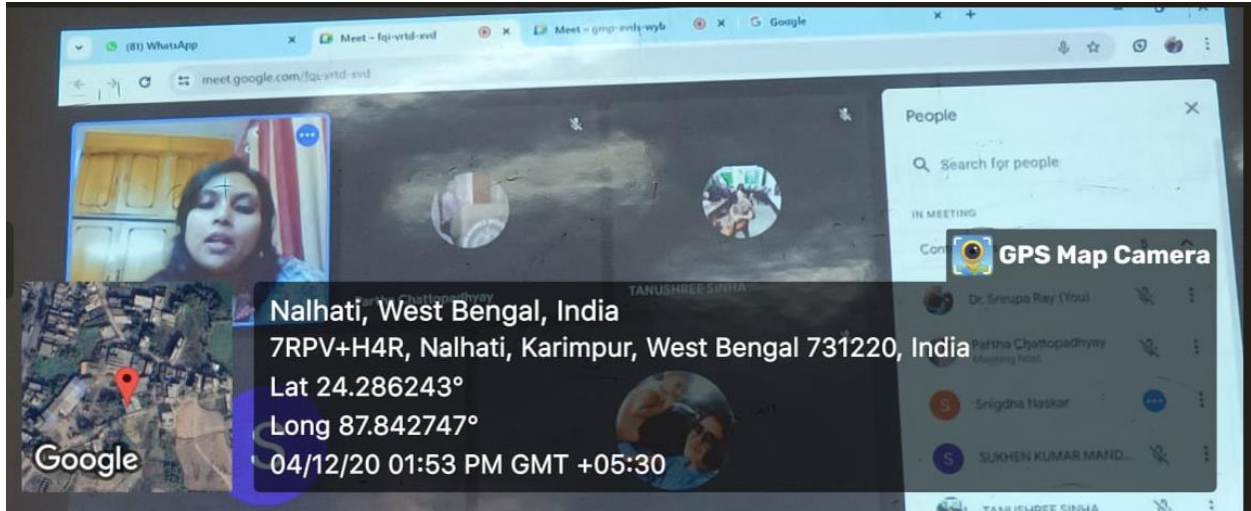 (81) WhatsApp
Meet – fqi-vrtd-xvd
Meet – gmp-
Google
meet.google.com/fqi-vrtd-xvd
People
Search for people
IN MEETING
GPS Map Camera
Dr. Srirupa Ray (You)
Partha Chattopadhyay
Meeting host
Snigdha Naskar
S
SUKHEN KUMAR MAND...
S
TANUSHREE SINHA
Partha Chattopadhyay
TANUSHREE SINHA
S
Nalhati, West Bengal, India
7RPV+H4R, Nalhati, Karimpur, West Bengal 731220, India
Lat 24.286243°
Long 87.842747°
04/12/20 01:53 PM GMT +05:30
Google